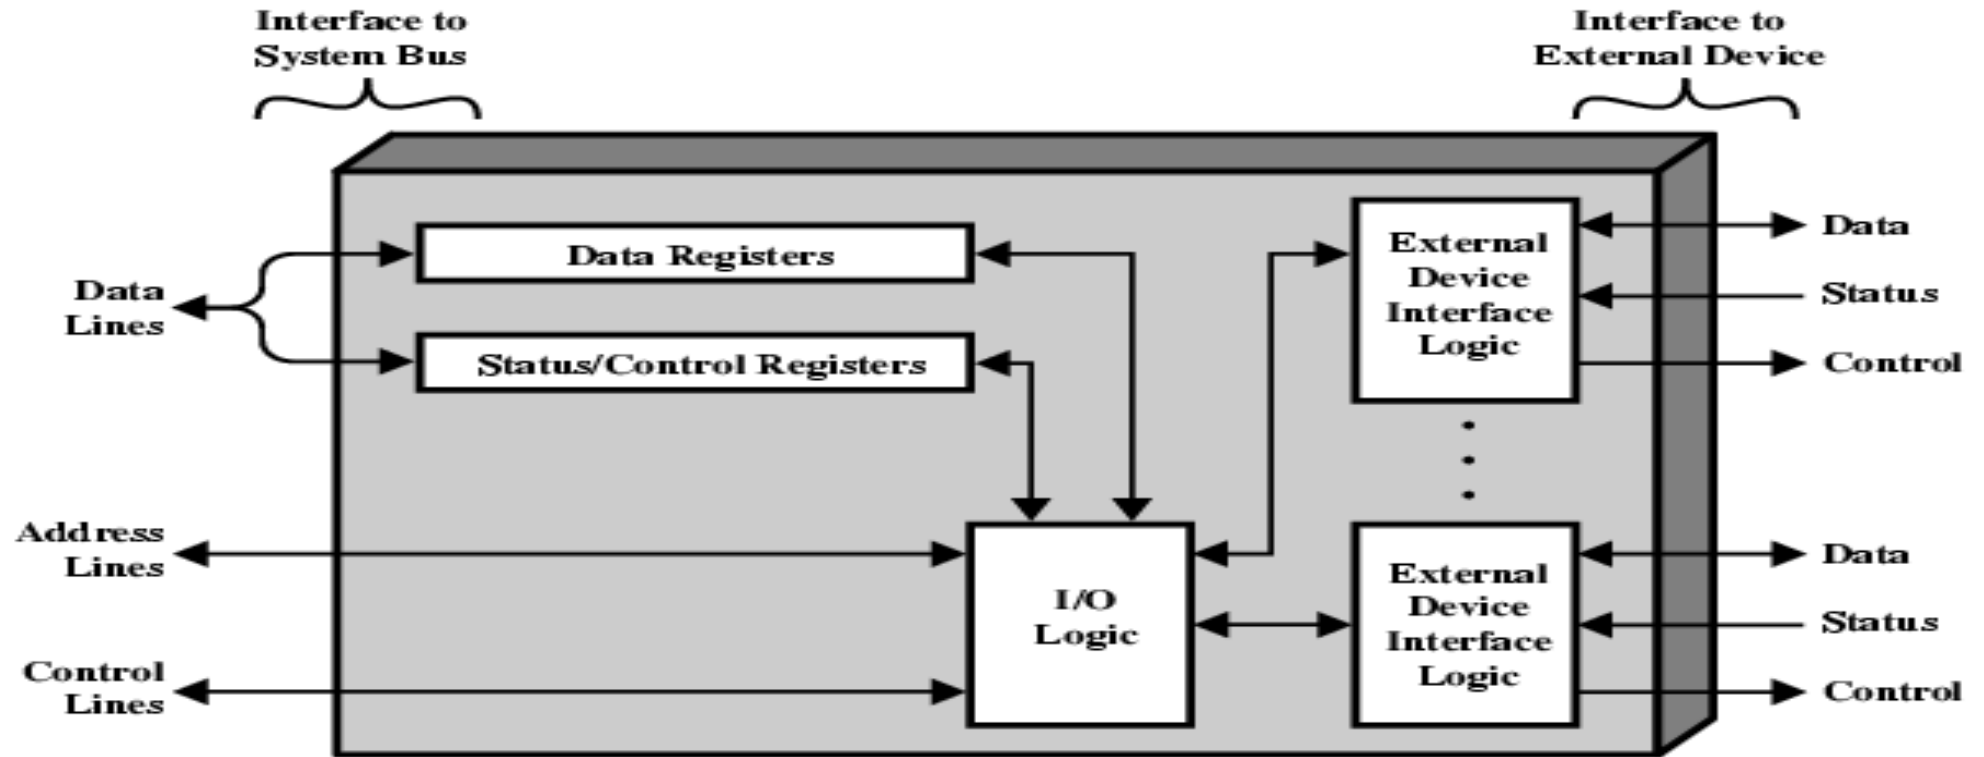 Interface to
System Bus
Interface to
External Device
Data Registers
Status/Control Registers
Data
Lines
Address
Lines
Control
Lines
I/O
Logic
External
Device
Interface
Logic
Data
Status
Control
External
Device
Interface
Logic
Data
Status
Control